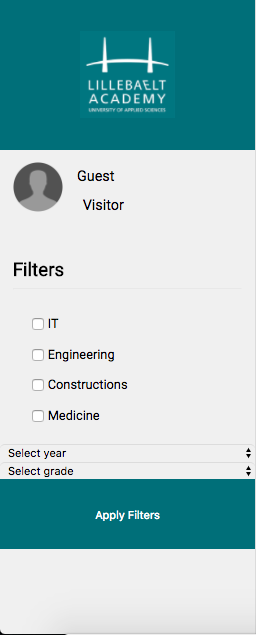 LILLEBAELT
ACADEMY
UNIVERSITY OF APPLIED SCIENCES
Guest
Visitor
Filters
IT
Engineering
Constructions
Medicine
Select year
Select grade
Apply Filters